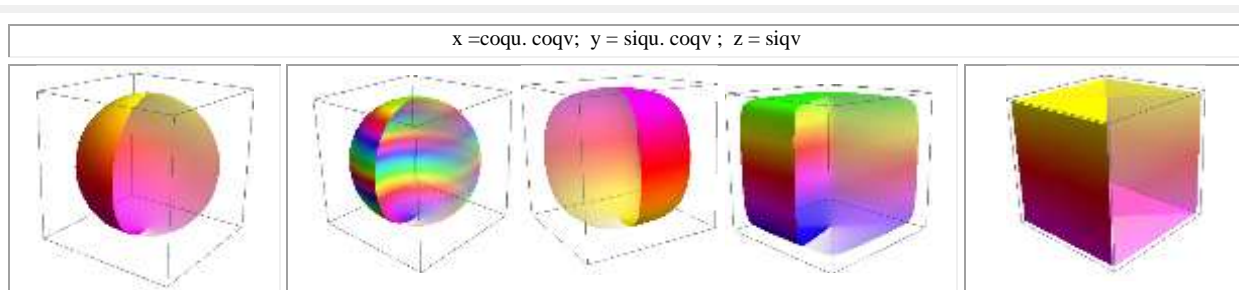 x =coqu. coqv; y = siqu. coqv ; z = siqv